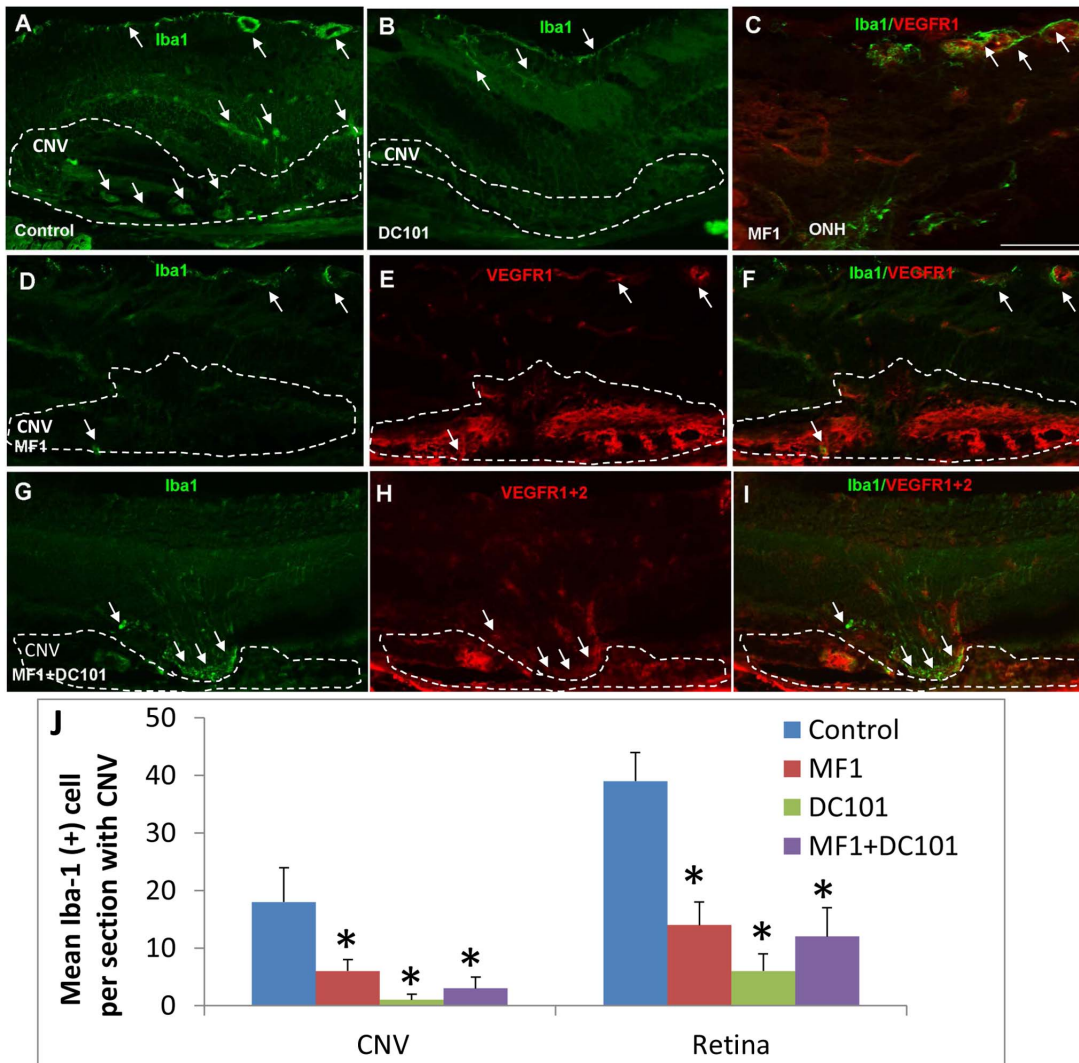 A
Iba1
CNV
Control
B
Iba1
CNV
DC101
C
Iba1/VEGFR1
MF1
ONH
D
Iba1
CNV
MF1
E
VEGFR1
F
Iba1/VEGFR1
G
Iba1
CNV
MF1+DC101
H
VEGFR1+2
I
Iba1/VEGFR1+2
J
Mean Iba-1 (+) cell
per section with CNV
50
40
30
20
10
0
Control
MF1
DC101
MF1+DC101
*
*
*
*
*
*
CNV
Retina